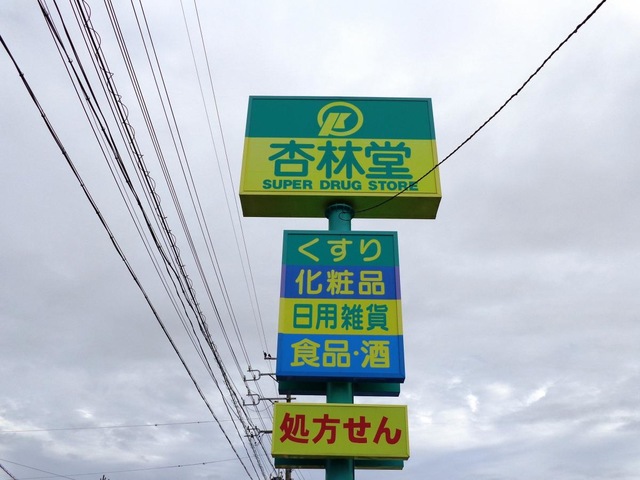 杏林堂
SUPER DRUG STORE
くすり
化粧品
日用雑貨
食品・酒
処方せん